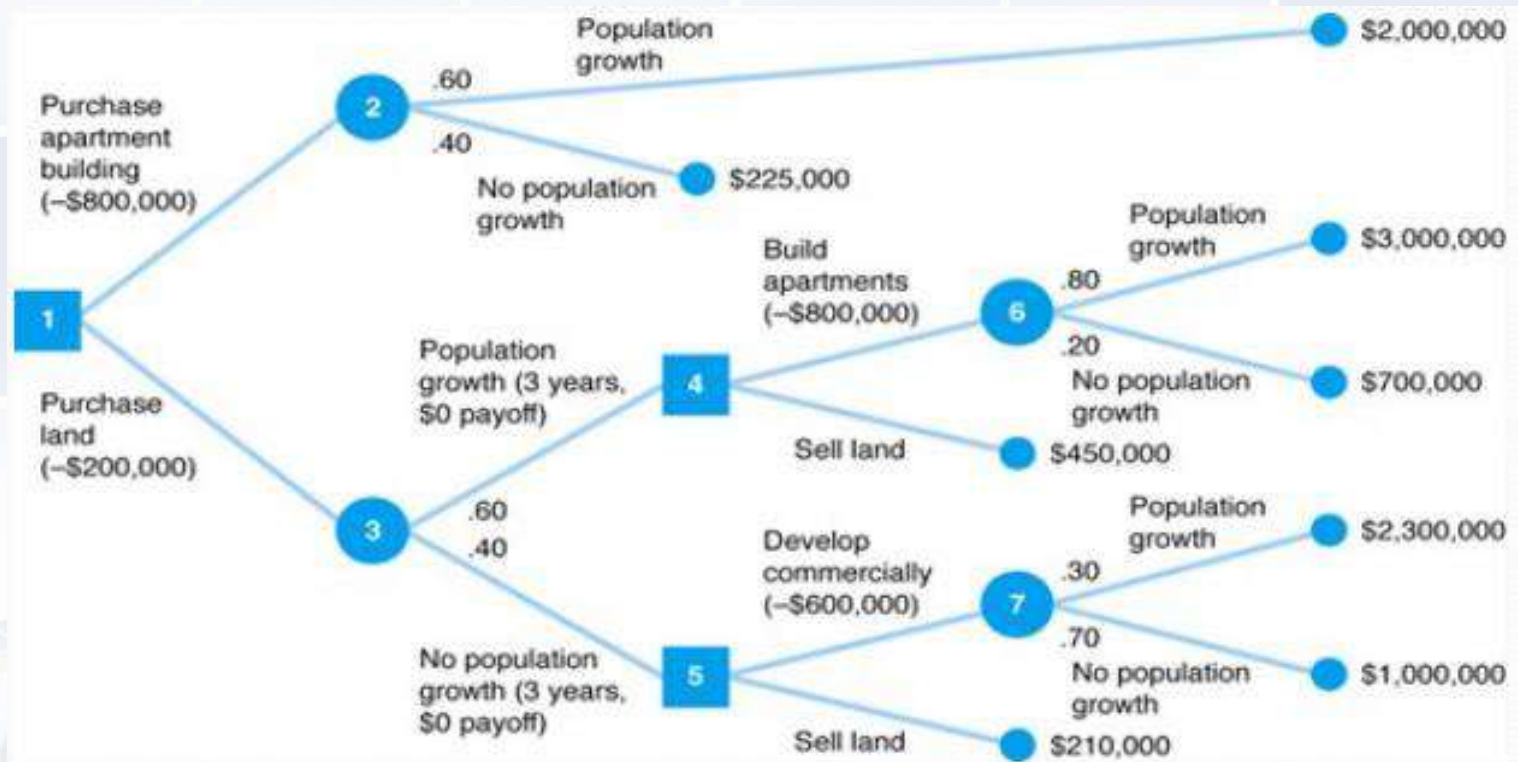 Population
growth
$2,000,000
.60
2
Purchase
apartment
building
(–$800,000)
.40
No population
growth
$225,000
Population
growth
$3,000,000
Build
apartments
(–$800,000)
.80
6
1
.20
Population
growth (3 years,
$0 payoff)
4
No population
growth
$700,000
Purchase
land
(–$200,000)
Sell land
$450,000
.60
3
.40
Population
growth
$2,300,000
Develop
commercially
(–$600,000)
.30
7
.70
No population
growth (3 years,
$0 payoff)
5
No population
growth
$1,000,000
Sell land
$210,000